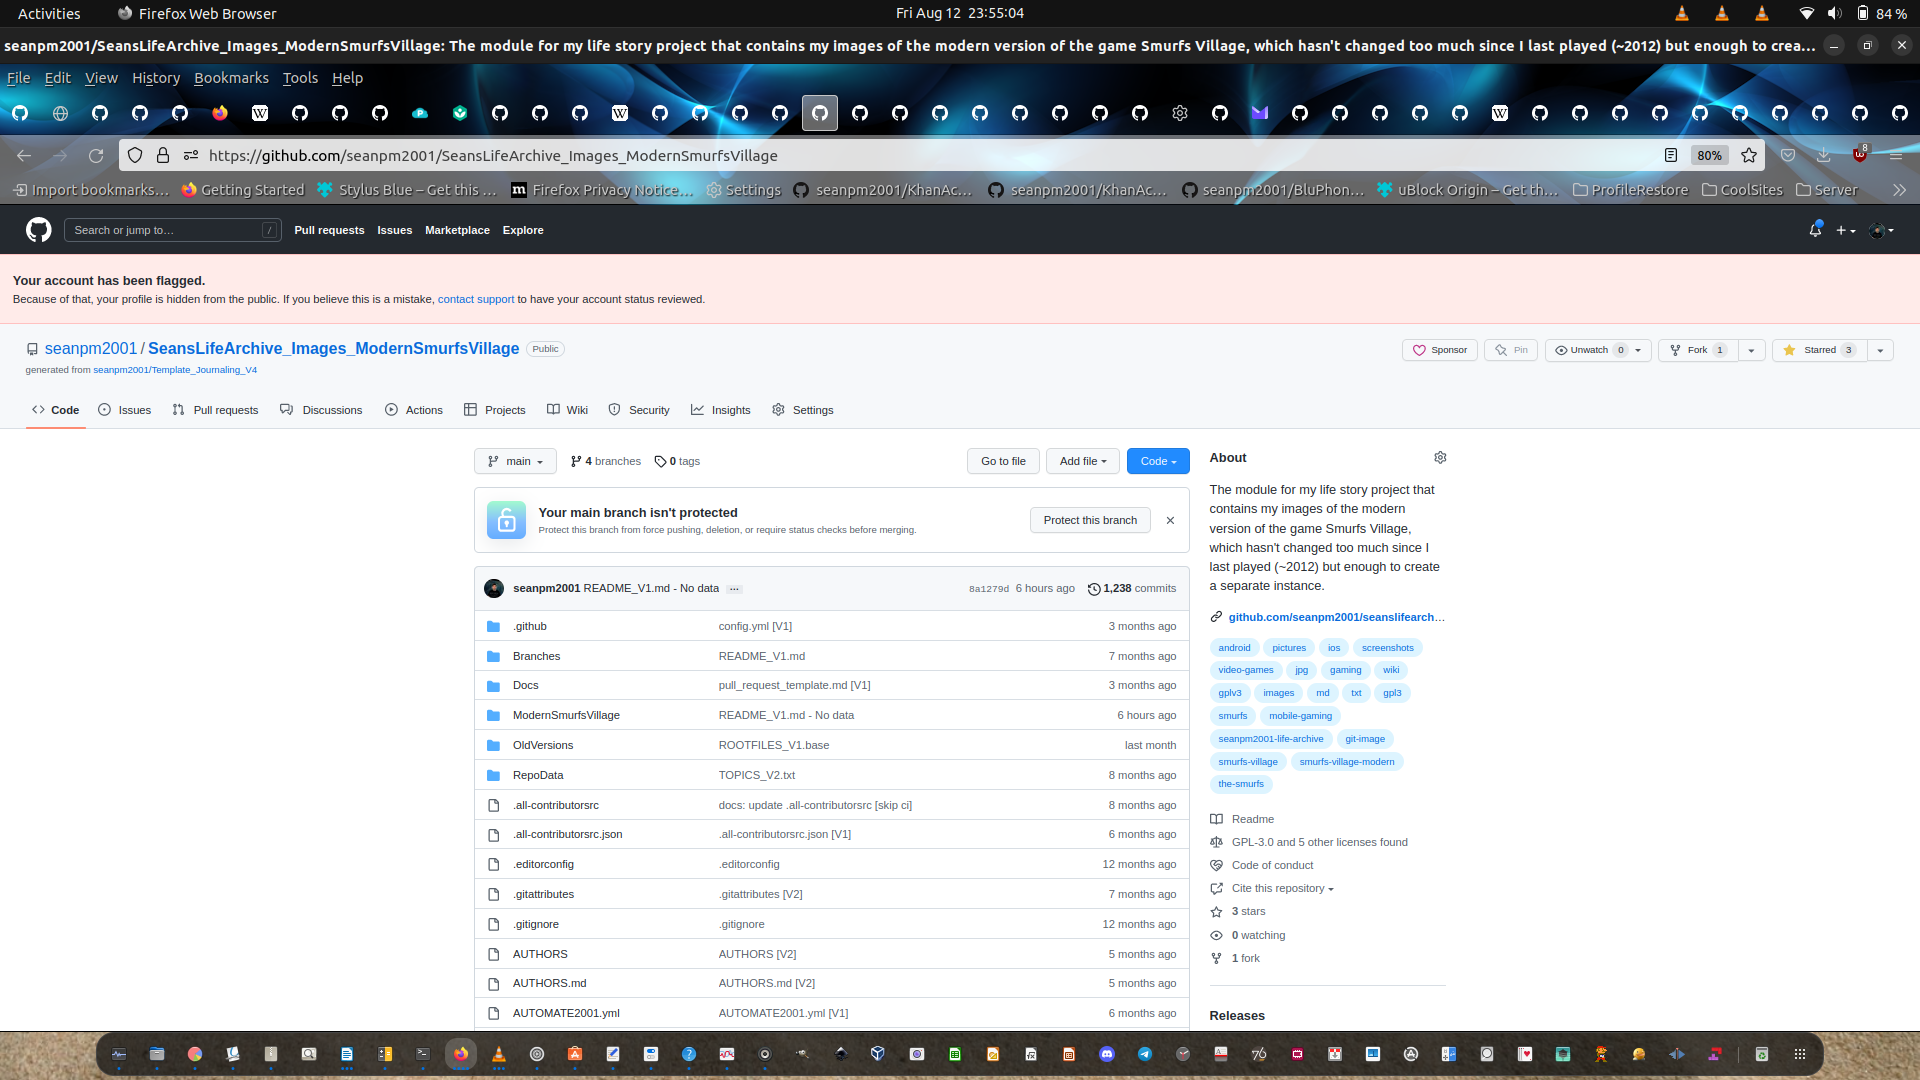 Activities
Firefox Web Browser
Fri Aug 12 23:55:04
84 %
seanpm2001/SeansLifeArchive_Images_ModernSmurfsVillage: The module for my life story project that contains my images of the modern version of the game Smurfs Village, which hasn't changed too much since I last played (~2012) but enough to crea…
File Edit View History Bookmarks Tools Help
https://github.com/seanpm2001/SeansLifeArchive_Images_ModernSmurfsVillage
80%
8
Import bookmarks…
Getting Started
Stylus Blue – Get this …
Firefox Privacy Notice…
Settings
seanpm2001/KhanAc…
seanpm2001/KhanAc…
seanpm2001/BluPhon…
uBlock Origin – Get th…
ProfileRestore
CoolSites
Server
Search or jump to…
/
Pull requests Issues Marketplace Explore
Your account has been flagged.
Because of that, your profile is hidden from the public. If you believe this is a mistake, contact support to have your account status reviewed.
seanpm2001 / SeansLifeArchive_Images_ModernSmurfsVillage Public
Sponsor
Pin
Unwatch 0
Fork 1
Starred 3
generated from seanpm2001/Template_Journaling_V4
Code
Issues
Pull requests
Discussions
Actions
Projects
Wiki
Security
Insights
Settings
main
4 branches
0 tags
Go to file
Add file
Code
Your main branch isn't protected
Protect this branch from force pushing, deletion, or require status checks before merging.
Protect this branch
seanpm2001 README_V1.md - No data … 8a1279d 6 hours ago 1,238 commits
.github config.yml [V1] 3 months ago
Branches README_V1.md 7 months ago
Docs pull_request_template.md [V1] 3 months ago
ModernSmurfsVillage README_V1.md - No data 6 hours ago
OldVersions ROOTFILES_V1.base last month
RepoData TOPICS_V2.txt 8 months ago
.all-contributorsrc docs: update .all-contributorsrc [skip ci] 8 months ago
.all-contributorsrc.json .all-contributorsrc.json [V1] 6 months ago
.editorconfig .editorconfig 12 months ago
.gitattributes .gitattributes [V2] 7 months ago
.gitignore .gitignore 12 months ago
AUTHORS AUTHORS [V2] 5 months ago
AUTHORS.md AUTHORS.md [V2] 5 months ago
AUTOMATE2001.yml AUTOMATE2001.yml [V1] 6 months ago
About
The module for my life story project that
contains my images of the modern
version of the game Smurfs Village,
which hasn't changed too much since I
last played (~2012) but enough to create
a separate instance.
github.com/seanpm2001/seanslifearch…
android pictures ios screenshots
video-games jpg gaming wiki
gplv3 images md txt gpl3
smurfs mobile-gaming
seanpm2001-life-archive git-image
smurfs-village smurfs-village-modern
the-smurfs
Readme
GPL-3.0 and 5 other licenses found
Code of conduct
Cite this repository
3 stars
0 watching
1 fork
Releases